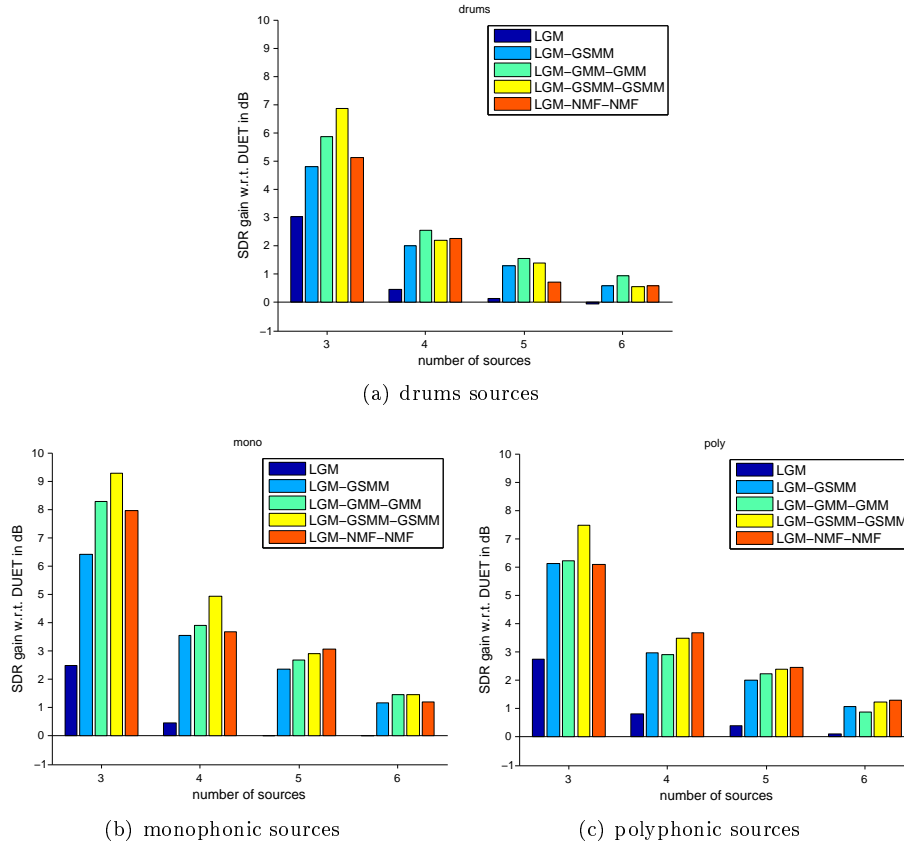 drums
SDR gain w.r.t. DUET in dB
10
9
8
7
6
5
4
3
2
1
0
−1
LGM
LGM−GSMM
LGM−GMM−GMM
LGM−GSMM−GSMM
LGM−NMF−NMF
3 4 5 6
number of sources
(a) drums sources
mono
SDR gain w.r.t. DUET in dB
10
9
8
7
6
5
4
3
2
1
0
−1
LGM
LGM−GSMM
LGM−GMM−GMM
LGM−GSMM−GSMM
LGM−NMF−NMF
3 4 5 6
number of sources
(b) monophonic sources
poly
SDR gain w.r.t. DUET in dB
10
9
8
7
6
5
4
3
2
1
0
−1
LGM
LGM−GSMM
LGM−GMM−GMM
LGM−GSMM−GSMM
LGM−NMF−NMF
3 4 5 6
number of sources
(c) polyphonic sources